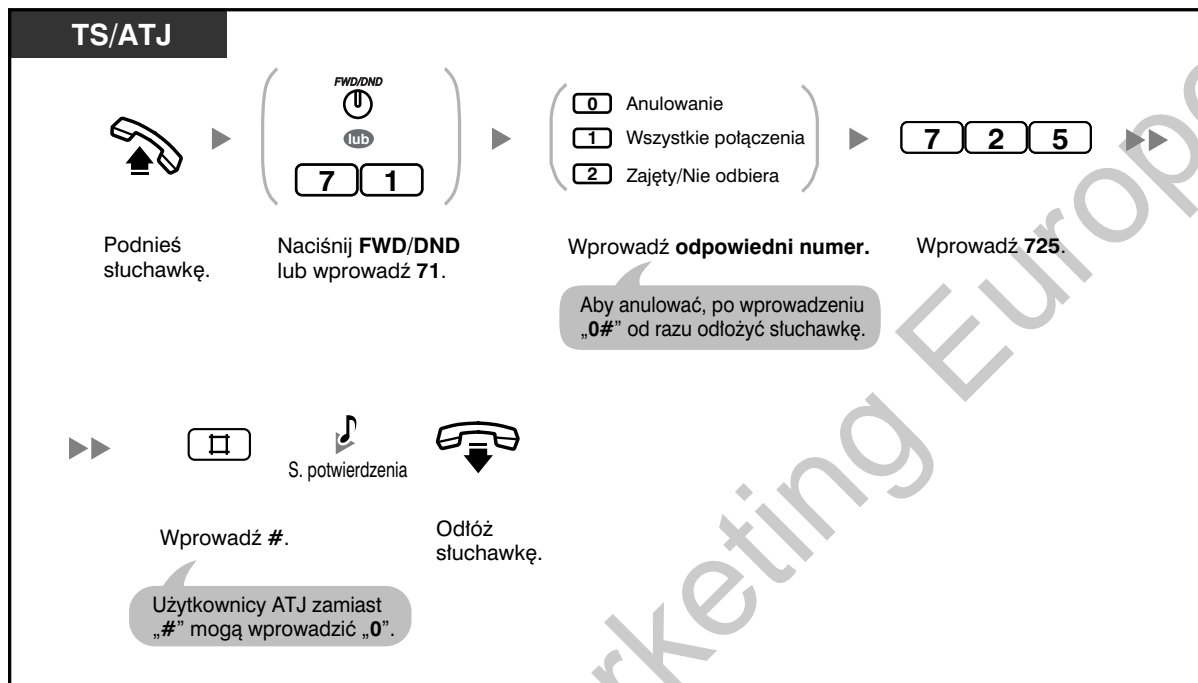 TS/ATJ
FWD/DND
lub
7 1
0 Anulowanie
1 Wszystkie połączenia
2 Zajęty/Nie odbiera
7 2 5
Podnieś
słuchawkę.
Naciśnij FWD/DND
lub wprowadź 71.
Wprowadź odpowiedni numer.
Aby anulować, po wprowadzeniu
„0#” od razu odłożyć słuchawkę.
Wprowadź 725.
S. potwierdzenia
Wprowadź #.
Użytkownicy ATJ zamiast
„#” mogą wprowadzić „0”.
Odłóż
słuchawkę.
rketing Europe